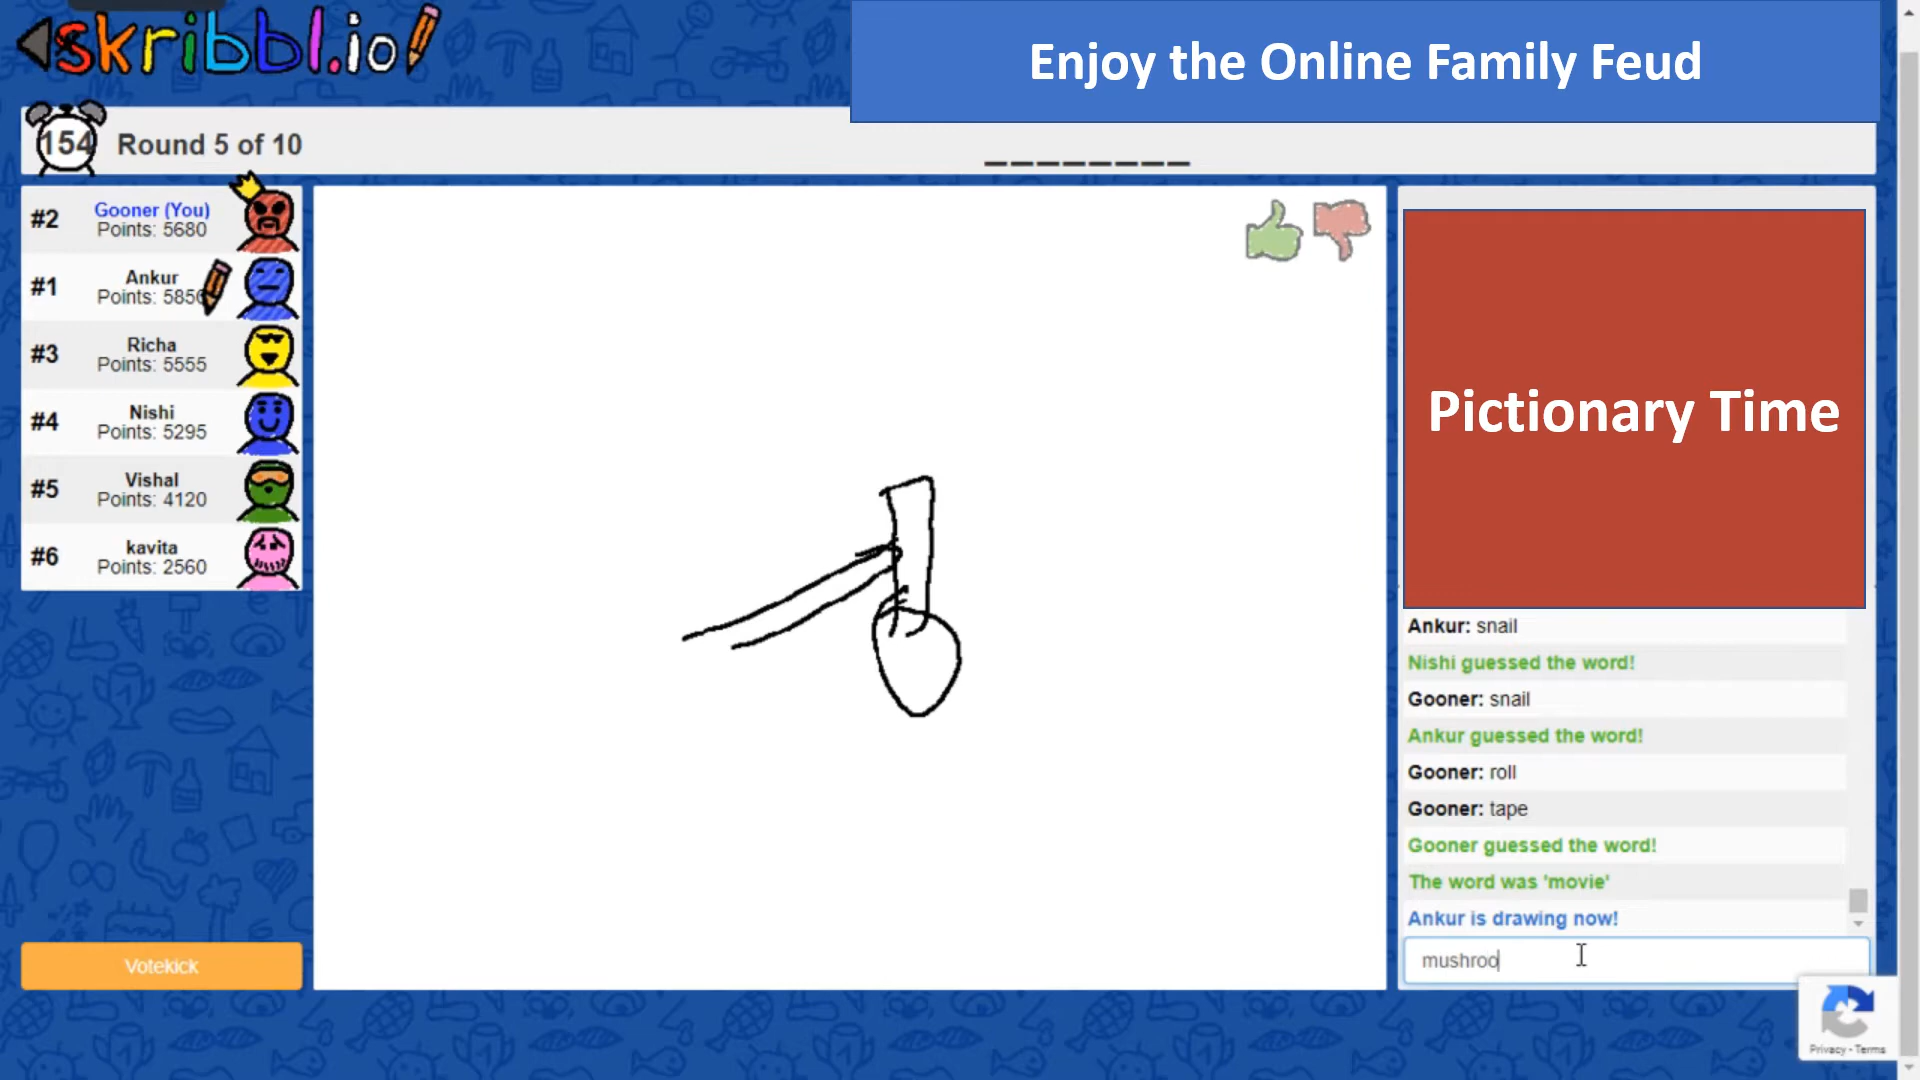 skribbl.io
Enjoy the Online Family Feud
154
Round 5 of 10
________
#2
Gooner (You)
Points: 5680
#1
Ankur
Points: 5850
#3
Richa
Points: 5555
#4
Nishi
Points: 5295
#5
Vishal
Points: 4120
#6
kavita
Points: 2560
Votekick
Pictionary Time
Ankur: snail
Nishi guessed the word!
Gooner: snail
Ankur guessed the word!
Gooner: roll
Gooner: tape
Gooner guessed the word!
The word was 'movie'
Ankur is drawing now!
mushroo
Privacy - Terms